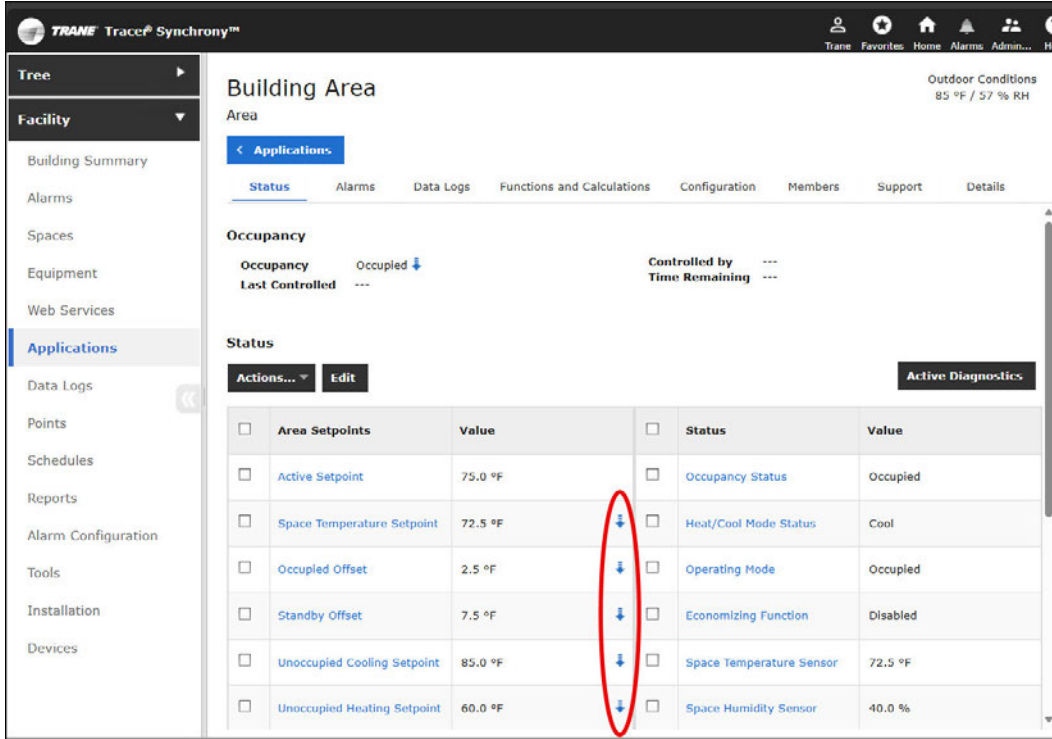 TRANE Tracer® Synchrony™
Trane Favorites Home Alarms Admin...
Tree
Facility
Building Summary
Alarms
Spaces
Equipment
Web Services
Applications
Data Logs
Points
Schedules
Reports
Alarm Configuration
Tools
Installation
Devices
Building Area
Area
Outdoor Conditions
85 °F / 57 % RH
Applications
Status Alarms Data Logs Functions and Calculations Configuration Members Support Details
Occupancy
Occupancy Occupied Controlled by ---
Last Controlled --- Time Remaining ---
Status
Actions... Edit Active Diagnostics
Area Setpoints Value Status Value
Active Setpoint 75.0 °F Occupancy Status Occupied
Space Temperature Setpoint 72.5 °F Heat/Cool Mode Status Cool
Occupied Offset 2.5 °F Operating Mode Occupied
Standby Offset 7.5 °F Economizing Function Disabled
Unoccupied Cooling Setpoint 85.0 °F Space Temperature Sensor 72.5 °F
Unoccupied Heating Setpoint 60.0 °F Space Humidity Sensor 40.0 %